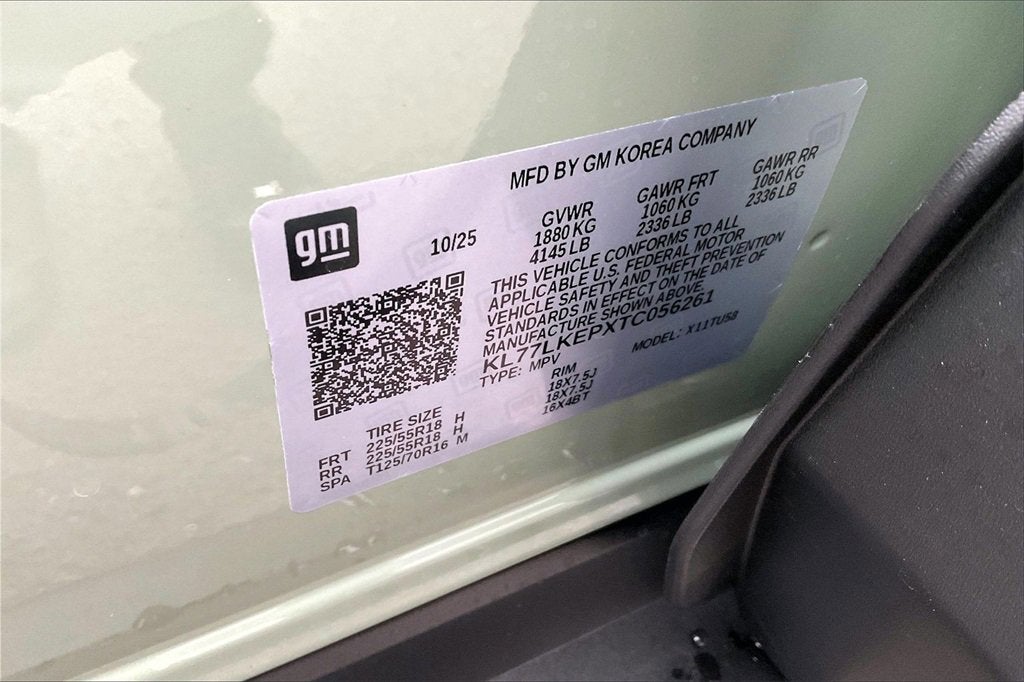 MFD BY GM KOREA COMPANY
gm
10/25
GVWR GAWR FRT GAWR RR
1880 KG 1060 KG 1060 KG
4145 LB 2336 LB 2336 LB
THIS VEHICLE CONFORMS TO ALL
APPLICABLE U.S. FEDERAL MOTOR
VEHICLE SAFETY AND THEFT PREVENTION
STANDARDS IN EFFECT ON THE DATE OF
MANUFACTURE SHOWN ABOVE.
KL77LKEPXTC056261
TYPE: MPV MODEL: X11TU58
TIRE SIZE RIM
FRT 225/55R18 H 18X7.5J
RR 225/55R18 H 18X7.5J
SPA T125/70R16 M 16X4BT